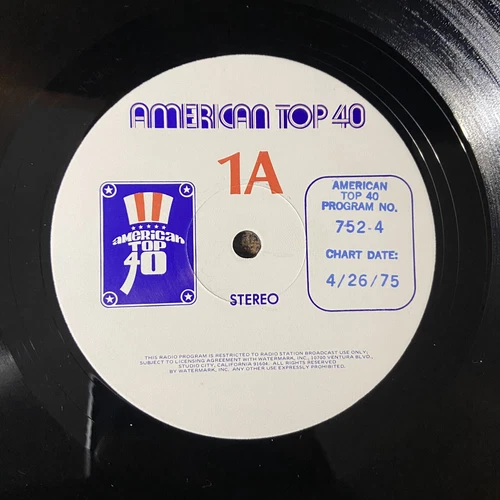 AMERICAN TOP 40
1A
AMERICAN
TOP 40
PROGRAM NO.
752-4
CHART DATE:
4/26/75
AMERICAN
TOP
40
STEREO
THIS RADIO PROGRAM IS RESTRICTED TO RADIO STATION BROADCAST USE ONLY;
SUBJECT TO LICENSING AGREEMENT WITH WATERMARK, INC., 10700 VENTURA BLVD.,
STUDIO CITY, CALIFORNIA 91604. ALL RIGHTS RESERVED
BY WATERMARK, INC. ANY OTHER USE EXPRESSLY PROHIBITED.